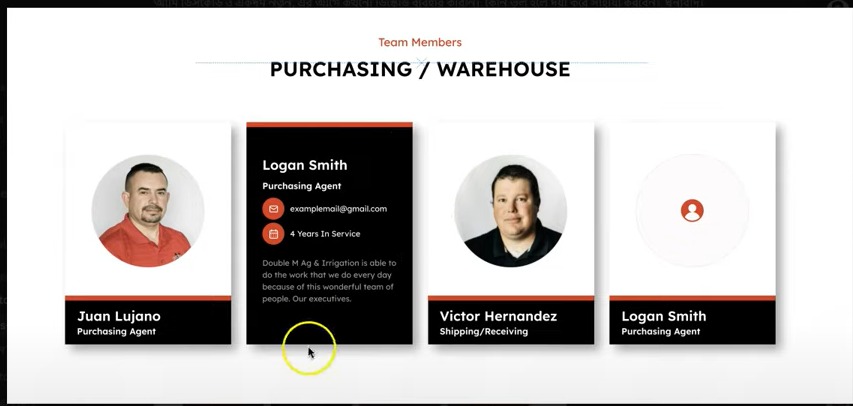 Team Members
PURCHASING / WAREHOUSE
Juan Lujano
Purchasing Agent
Logan Smith
Purchasing Agent
examplemail@gmail.com
4 Years In Service
Double M Ag & Irrigation is able to
do the work that we do every day
because of this wonderful team of
people. Our executives.
Victor Hernandez
Shipping/Receiving
Logan Smith
Purchasing Agent